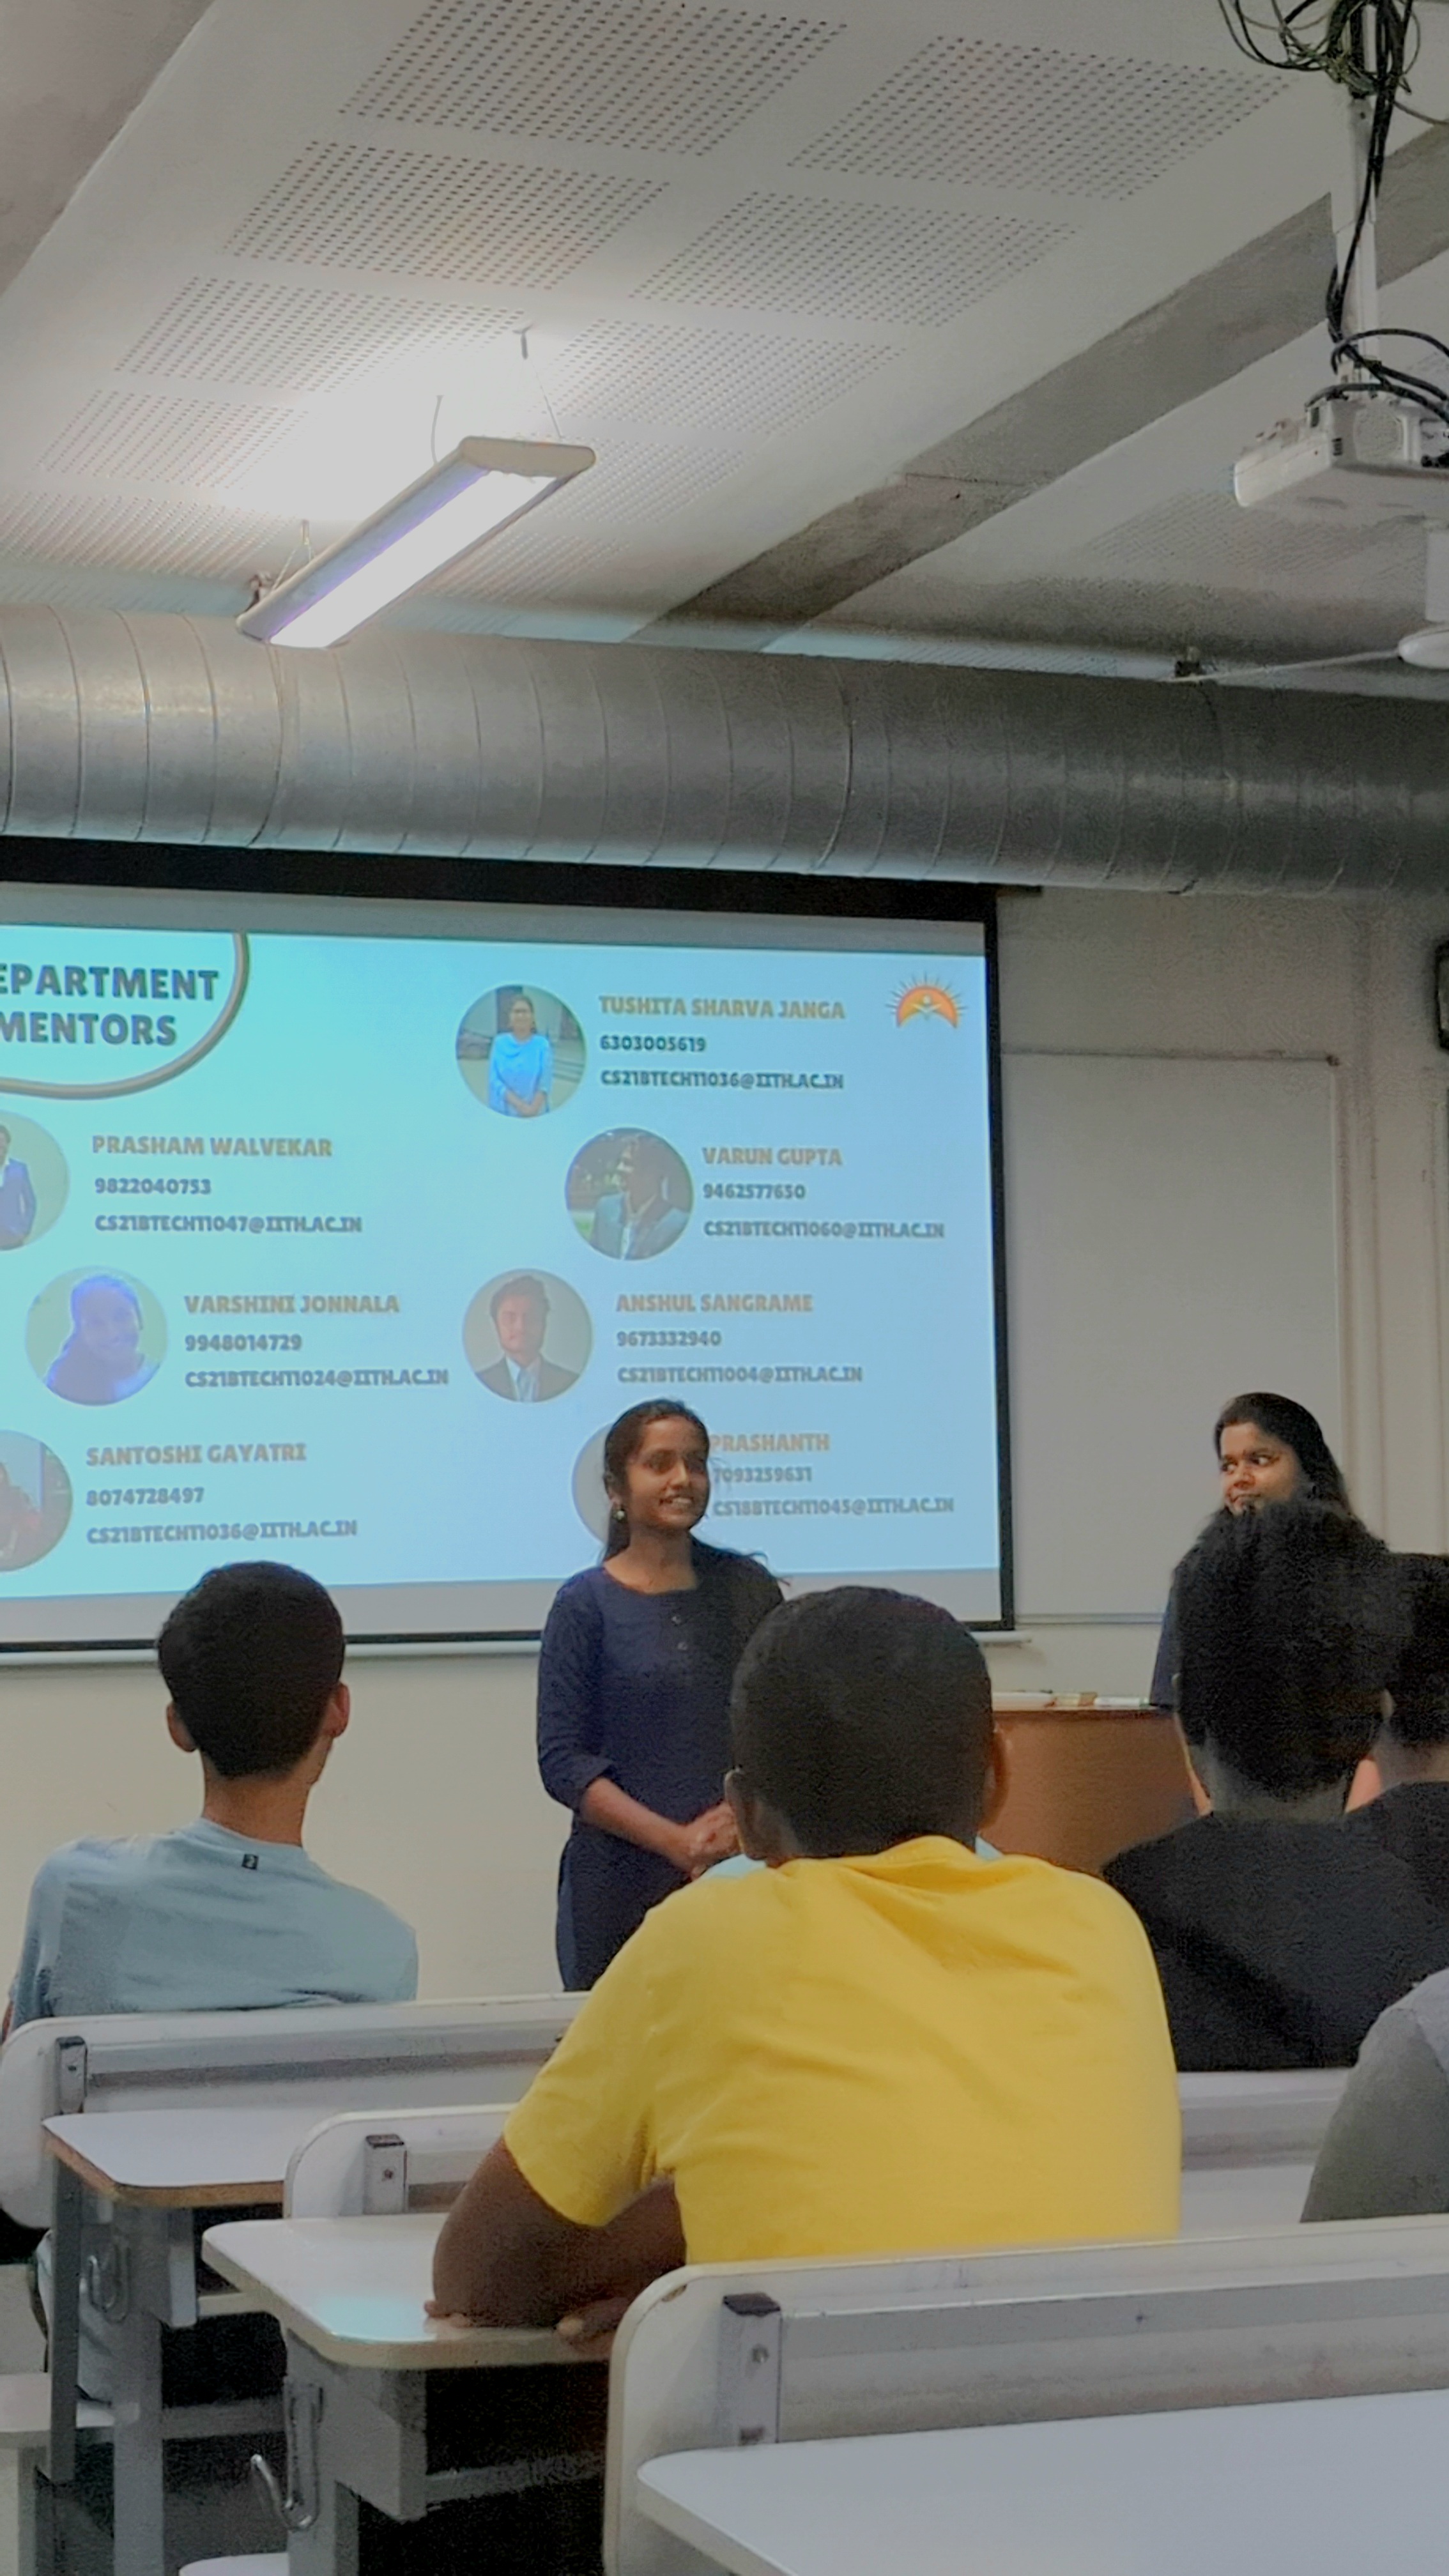 EPARTMENT
MENTORS
TUSHITA SHARVA JANGA
6303005619
CS21BTECH11036@IITH.AC.IN
PRASHAM WALVEKAR
9822040753
CS21BTECH11047@IITH.AC.IN
VARUN GUPTA
9462577650
CS21BTECH11060@IITH.AC.IN
VARSHINI JONNALA
9948014729
CS21BTECH11024@IITH.AC.IN
ANSHUL SANGRAME
9673332940
CS21BTECH11004@IITH.AC.IN
SANTOSHI GAYATRI
8074728497
CS21BTECH11036@IITH.AC.IN
PRASHANTH
7093259631
CS18BTECH11045@IITH.AC.IN